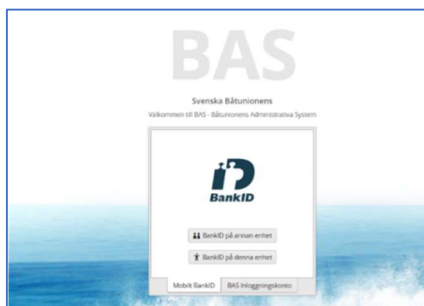 BAS
Svenska Båtunionens
Välkommen till BAS - Båtunionens Administrativa System
BankID
BankID på annan enhet
BankID på denna enhet
Mobilt BankID
BAS Inloggningskonto